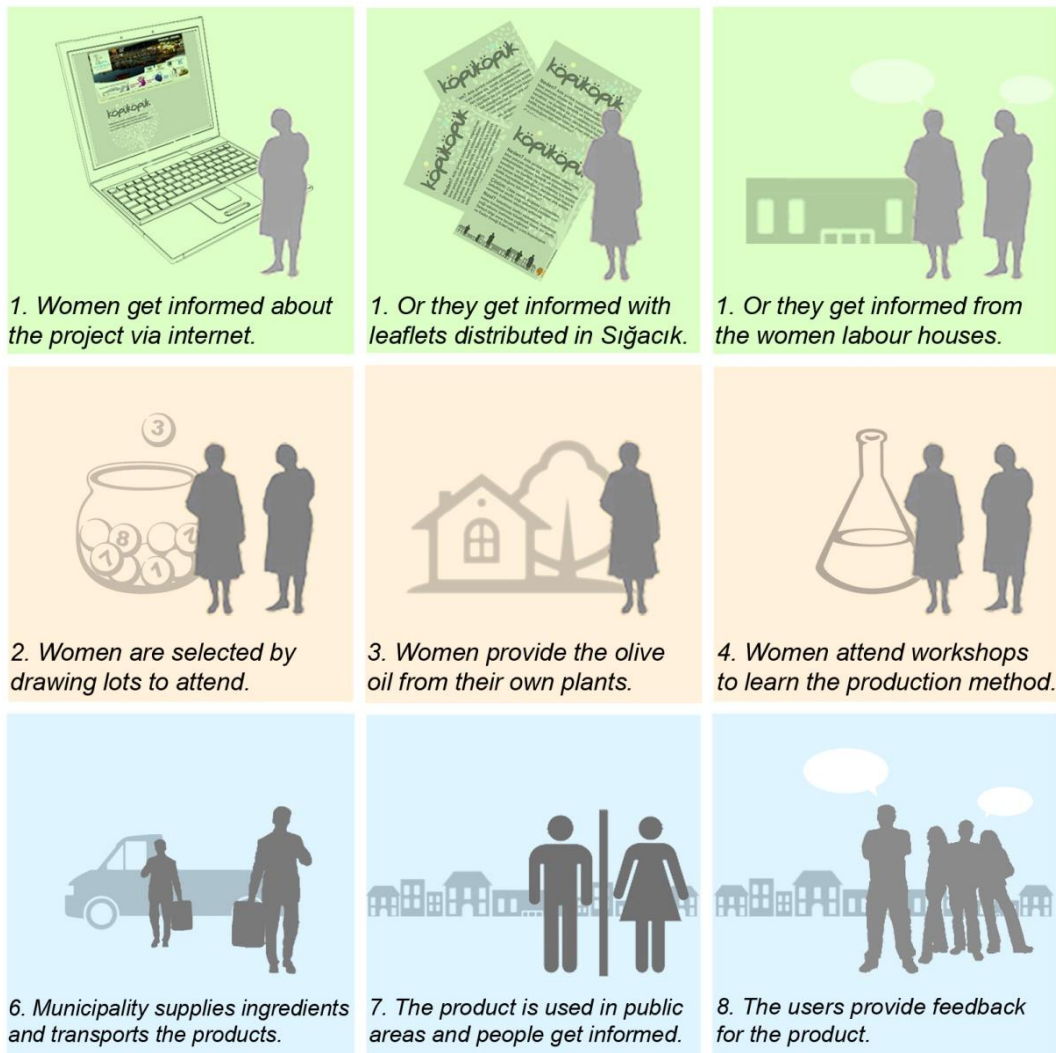 köpüköpük
köpüköpük
köpüköpük
köpüköpük
köpüköpük
1. Women get informed about
the project via internet.
1. Or they get informed with
leaflets distributed in Sığacık.
1. Or they get informed from
the women labour houses.
3
8
2
7
1
2. Women are selected by
drawing lots to attend.
3. Women provide the olive
oil from their own plants.
4. Women attend workshops
to learn the production method.
6. Municipality supplies ingredients
and transports the products.
7. The product is used in public
areas and people get informed.
8. The users provide feedback
for the product.